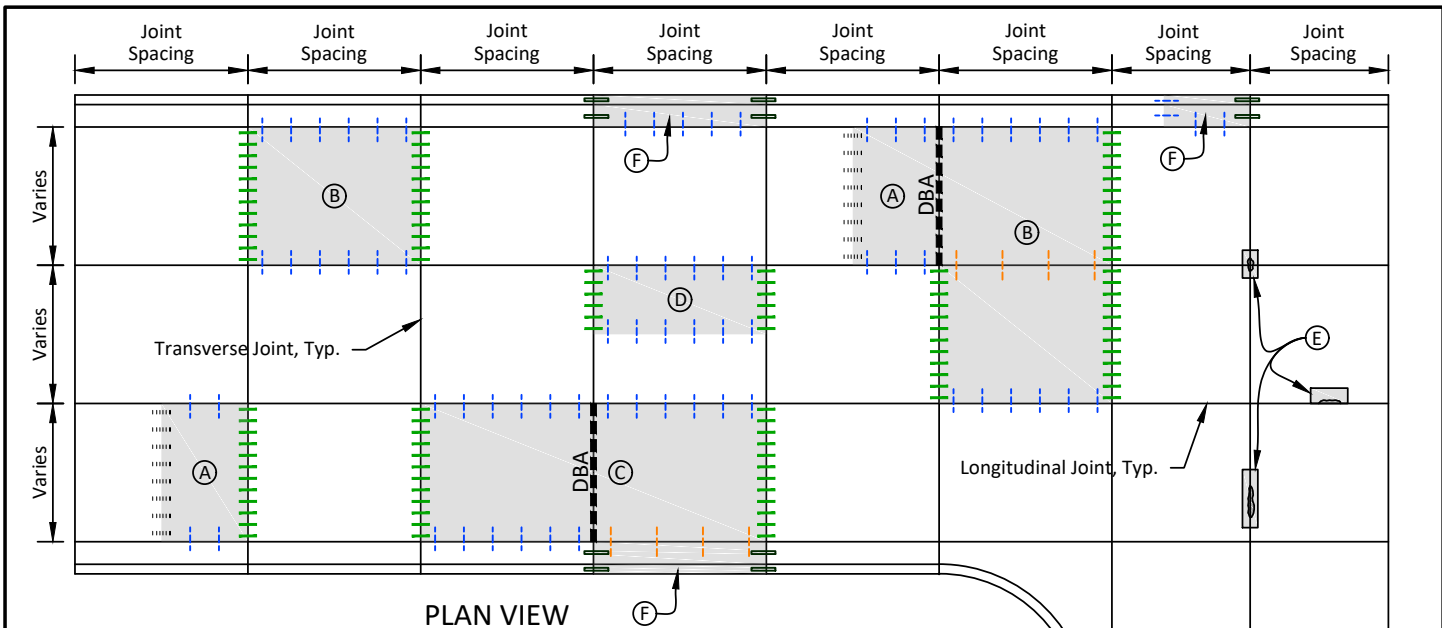 Joint
Spacing
Joint
Spacing
Joint
Spacing
Joint
Spacing
Joint
Spacing
Joint
Spacing
Joint
Spacing
Joint
Spacing
F
F
Varies
B
A
DBA
B
Varies
D
Transverse Joint, Typ.
E
Varies
A
DBA
C
Longitudinal Joint, Typ.
PLAN VIEW
F